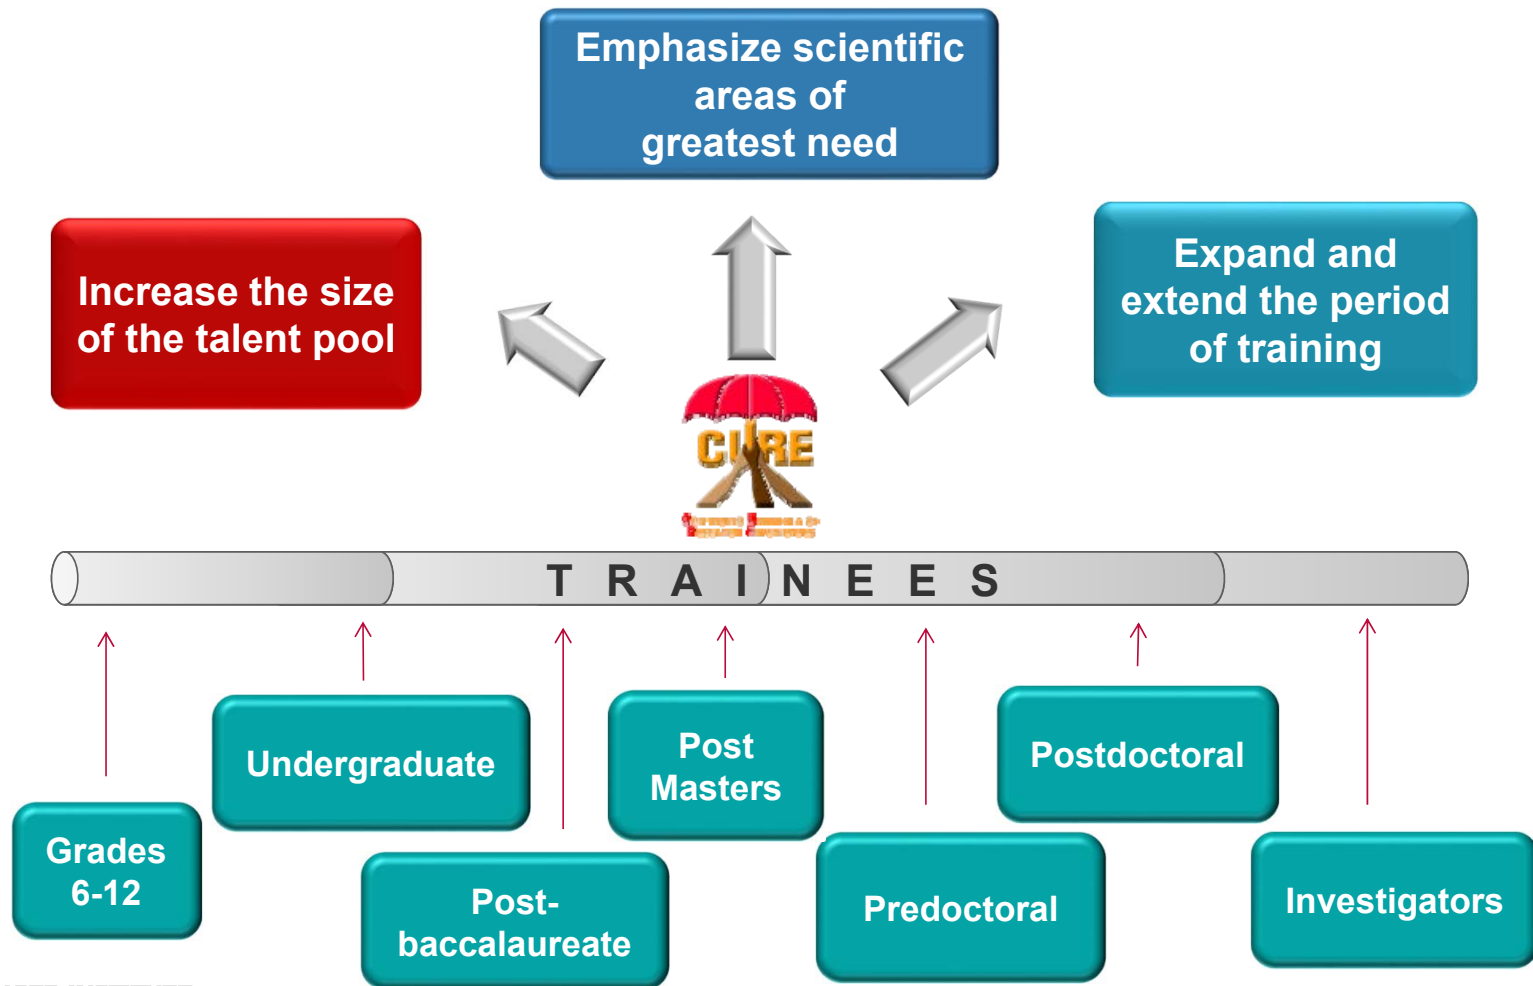 Emphasize scientific
areas of
greatest need
Increase the size
of the talent pool
Expand and
extend the period
of training
CURE
TRAINEES
Undergraduate
Post
Masters
Postdoctoral
Grades
6-12
Post-
baccalaureate
Predoctoral
Investigators